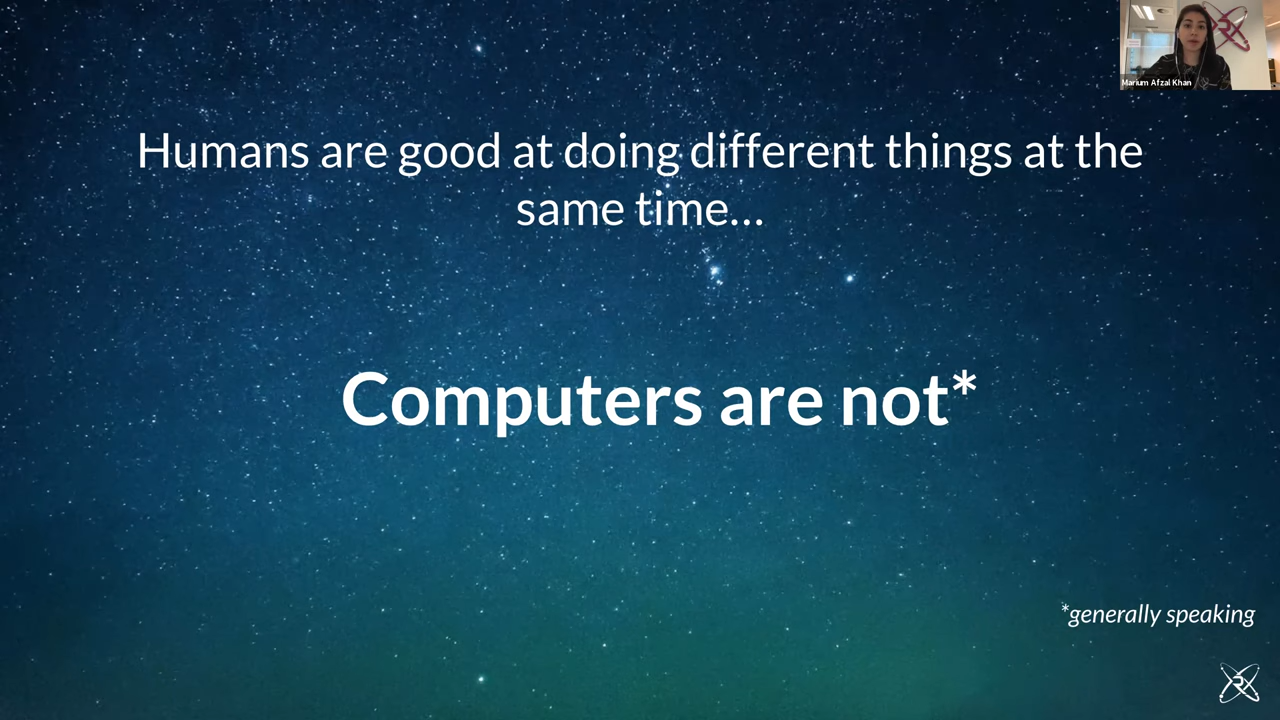 Marium Afzal Khan
Humans are good at doing different things at the
same time...
Computers are not*
*generally speaking